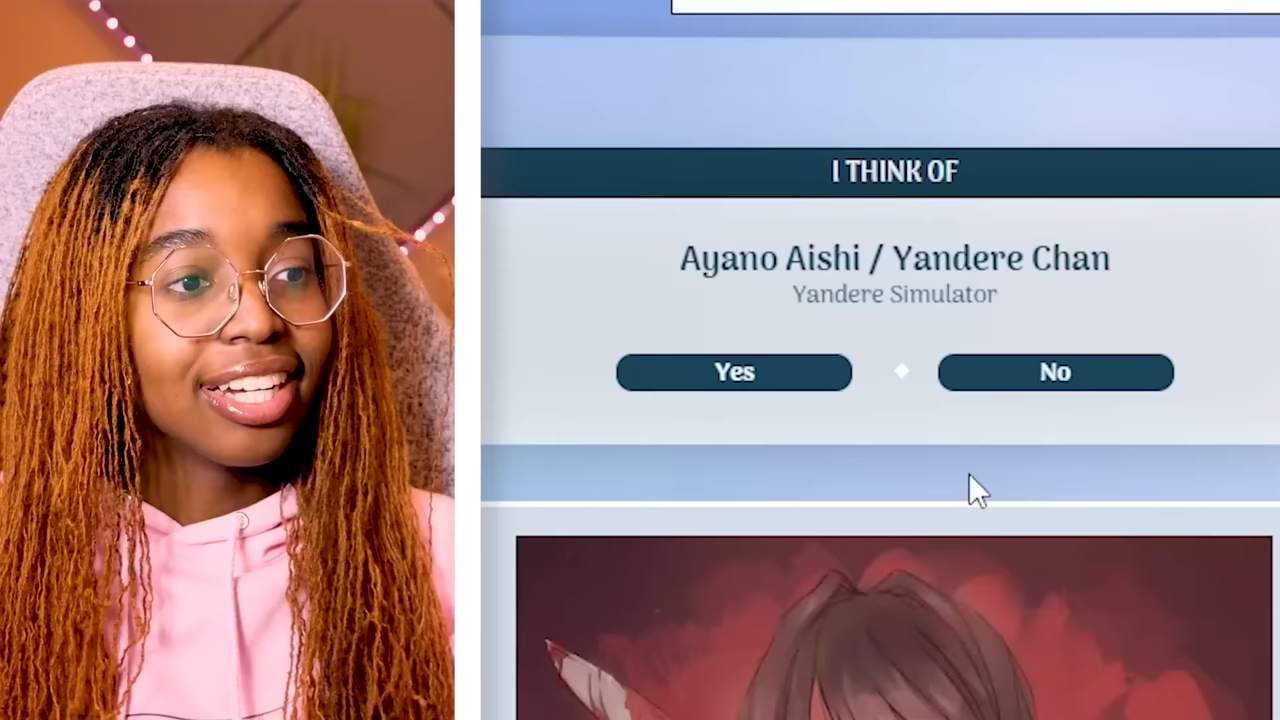 I THINK OF
Ayano Aishi / Yandere Chan
Yandere Simulator
Yes
No